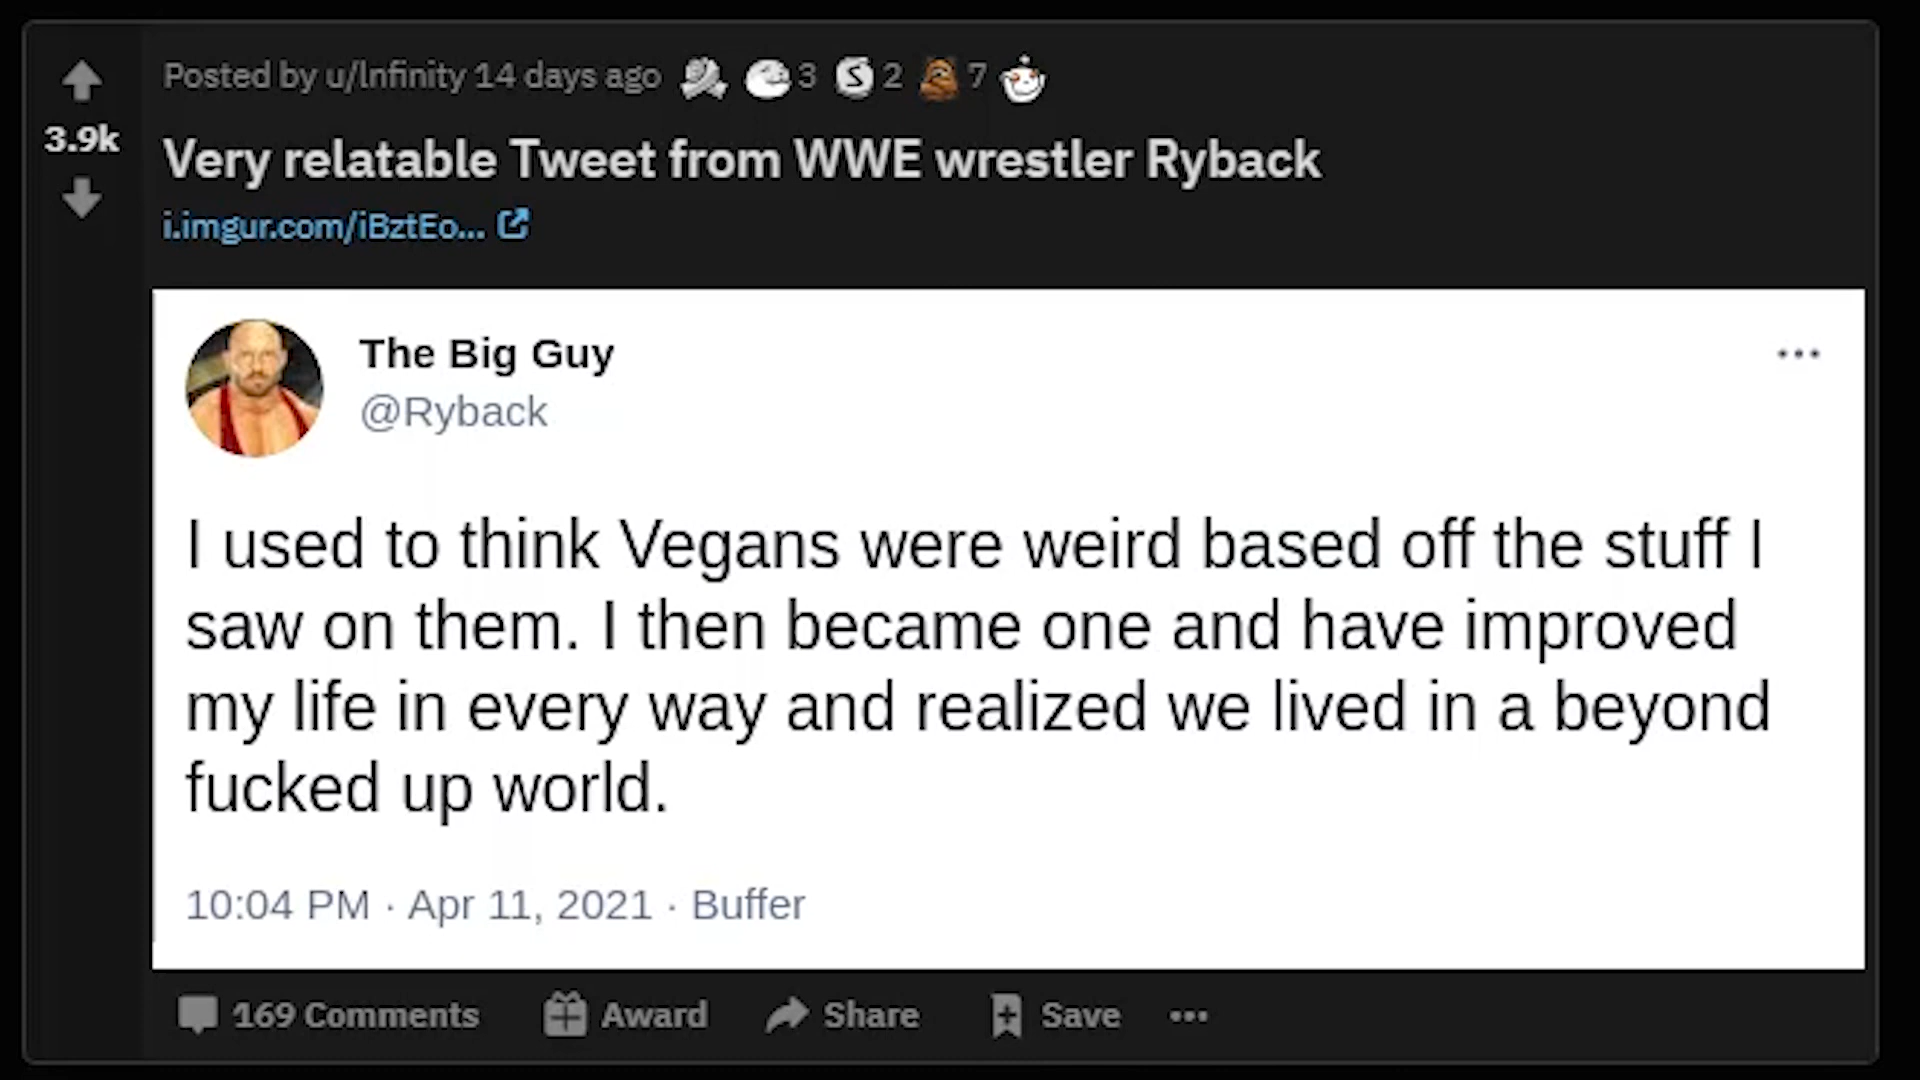 Posted by u/lnfinity 14 days ago 3 2 7
3.9k
Very relatable Tweet from WWE wrestler Ryback
i.imgur.com/iBztEo...
The Big Guy
@Ryback
I used to think Vegans were weird based off the stuff I
saw on them. I then became one and have improved
my life in every way and realized we lived in a beyond
fucked up world.
10:04 PM · Apr 11, 2021 · Buffer
169 Comments Award Share Save